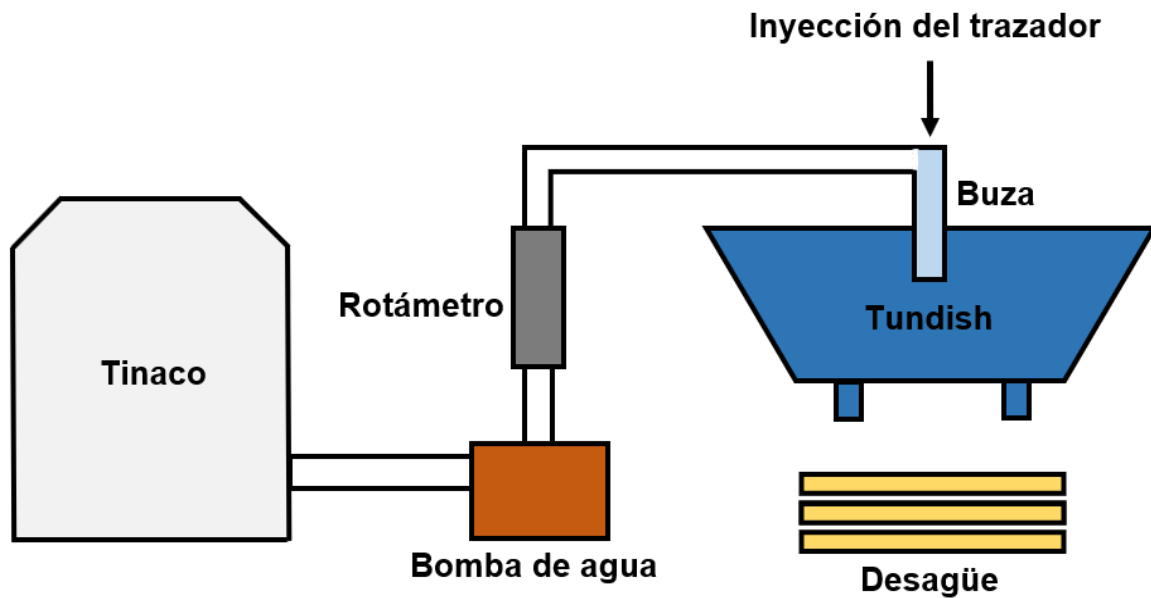 Inyección del trazador
Buza
Rotámetro
Tundish
Tinaco
Bomba de agua
Desagüe